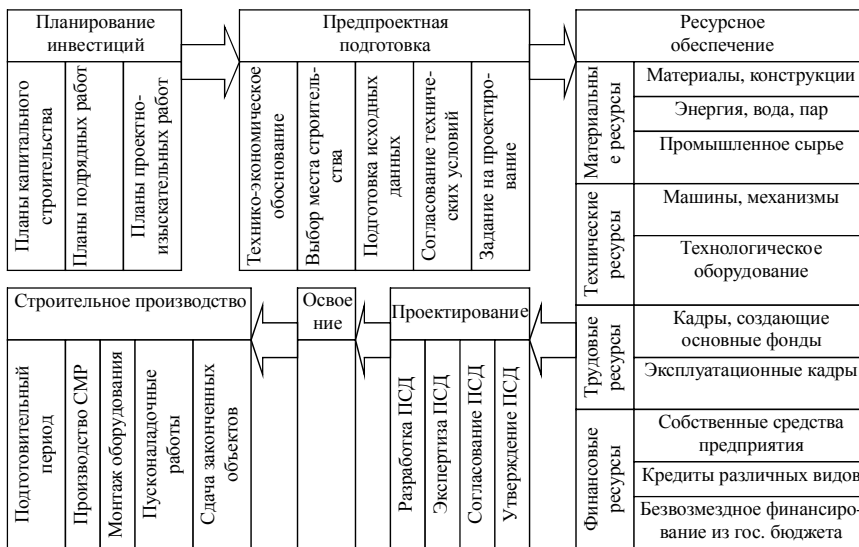 Планирование
инвестиций
Планы капитального
строительства
Планы подрядных работ
Планы проектно-
изыскательных работ
Предпроектная
подготовка
Технико-экономическое
обоснование
Выбор места строитель-
ства
Подготовка исходных
данных
Согласование техниче-
ских условий
Задание на проектиро-
вание
Ресурсное
обеспечение
Материальны
е ресурсы
Материалы, конструкции
Энергия, вода, пар
Промышленное сырье
Технические
ресурсы
Машины, механизмы
Технологическое
оборудование
Трудовые
ресурсы
Кадры, создающие
основные фонды
Эксплуатационные кадры
Финансовые
ресурсы
Собственные средства
предприятия
Кредиты различных видов
Безвозмездное финансиро-
вание из гос. бюджета
Проектирование
Разработка ПСД
Экспертиза ПСД
Согласование ПСД
Утверждение ПСД
Освое
ние
Строительное производство
Подготовительный
период
Производство СМР
Монтаж оборудования
Пусконаладочные
работы
Сдача законченных
объектов